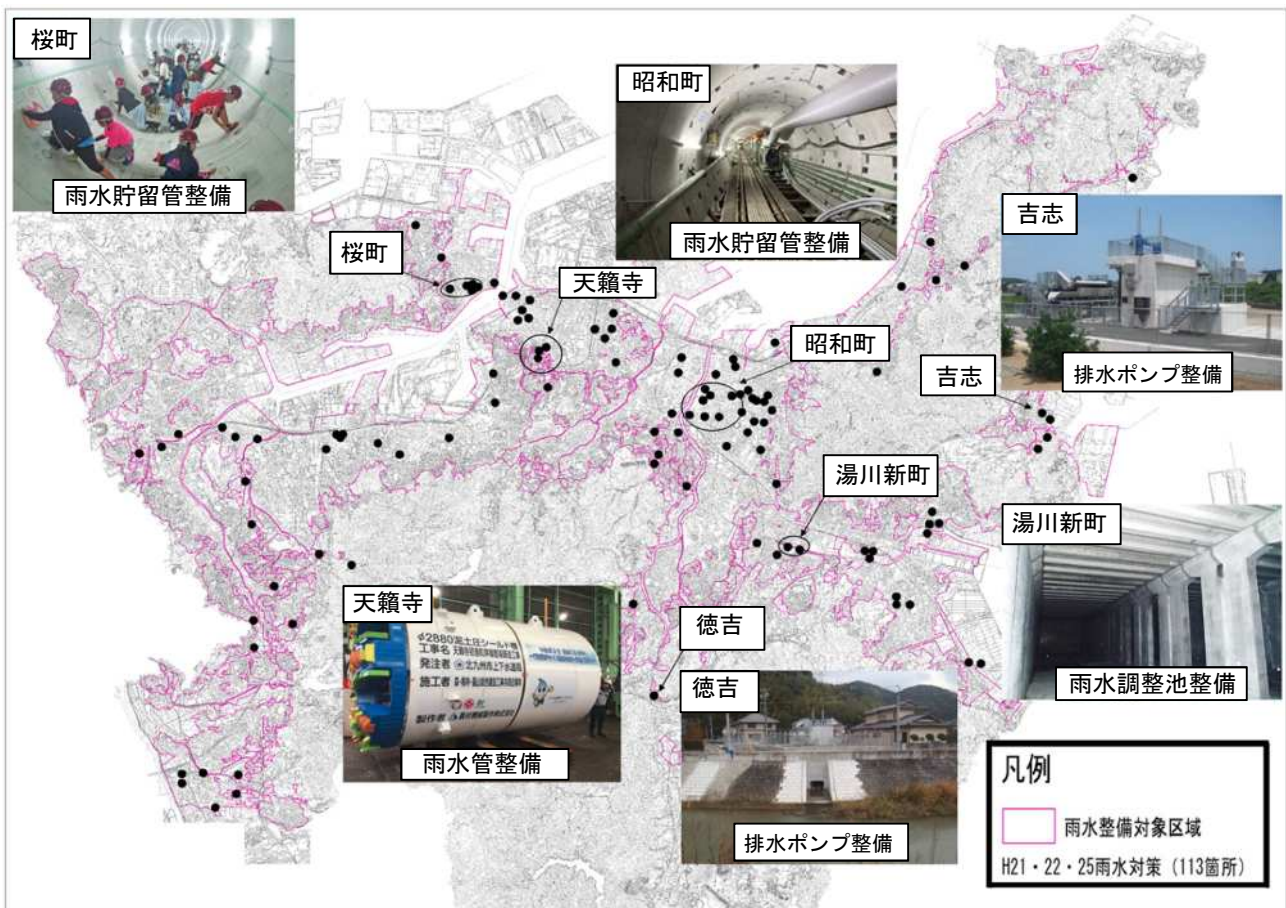 桜町
雨水貯留管整備
昭和町
雨水貯留管整備
吉志
排水ポンプ整備
桜町
天籟寺
昭和町
吉志
湯川新町
湯川新町
雨水調整池整備
天籟寺
φ2880泥土圧シールド機
工事名
発注者 北九州市上下水道局
施工者
製作者
雨水管整備
徳吉
徳吉
排水ポンプ整備
凡例
雨水整備対象区域
H21・22・25雨水対策（113箇所）